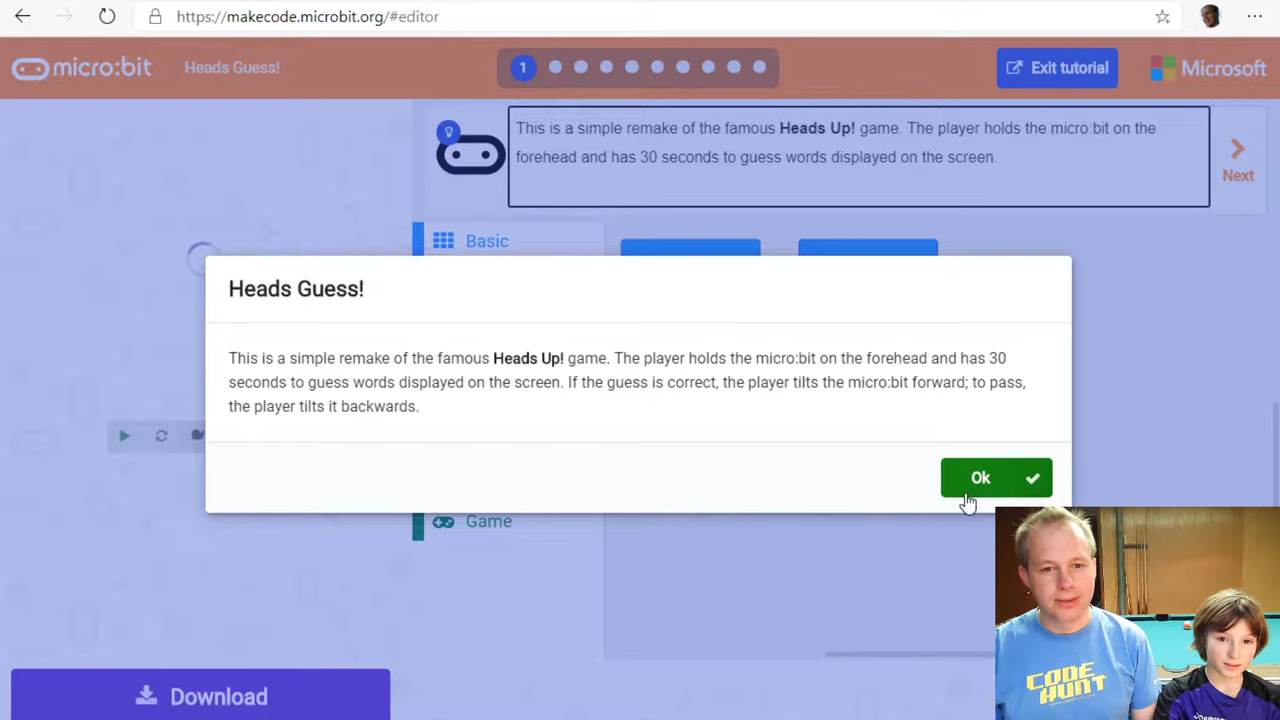 https://makecode.microbit.org/#editor
micro:bit
Heads Guess!
1
Exit tutorial
Microsoft
This is a simple remake of the famous Heads Up! game. The player holds the micro:bit on the
forehead and has 30 seconds to guess words displayed on the screen.
Next
Basic
Heads Guess!
This is a simple remake of the famous Heads Up! game. The player holds the micro:bit on the forehead and has 30
seconds to guess words displayed on the screen. If the guess is correct, the player tilts the micro:bit forward; to pass,
the player tilts it backwards.
Ok
Game
Download
CODE
HUNT